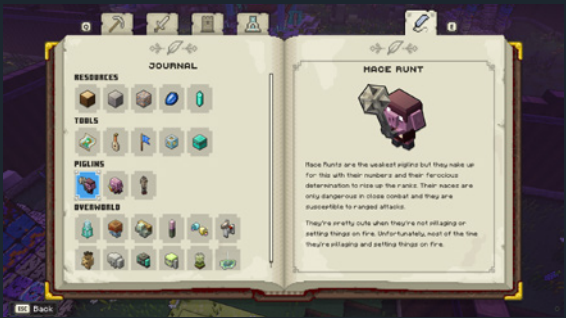 Q
E
JOURNAL
RESOURCES
TOOLS
PIGLINS
OVERWORLD
MACE RUNT
Mace Runts are the weakest piglins but they make up
for this with their numbers and their ferocious
determination to rise up the ranks. Their maces are
only dangerous in close combat and they are
susceptible to ranged attacks.
They're pretty cute when they're not pillaging or
setting things on fire. Unfortunately, most of the time
they're pillaging and setting things on fire.
ESC Back